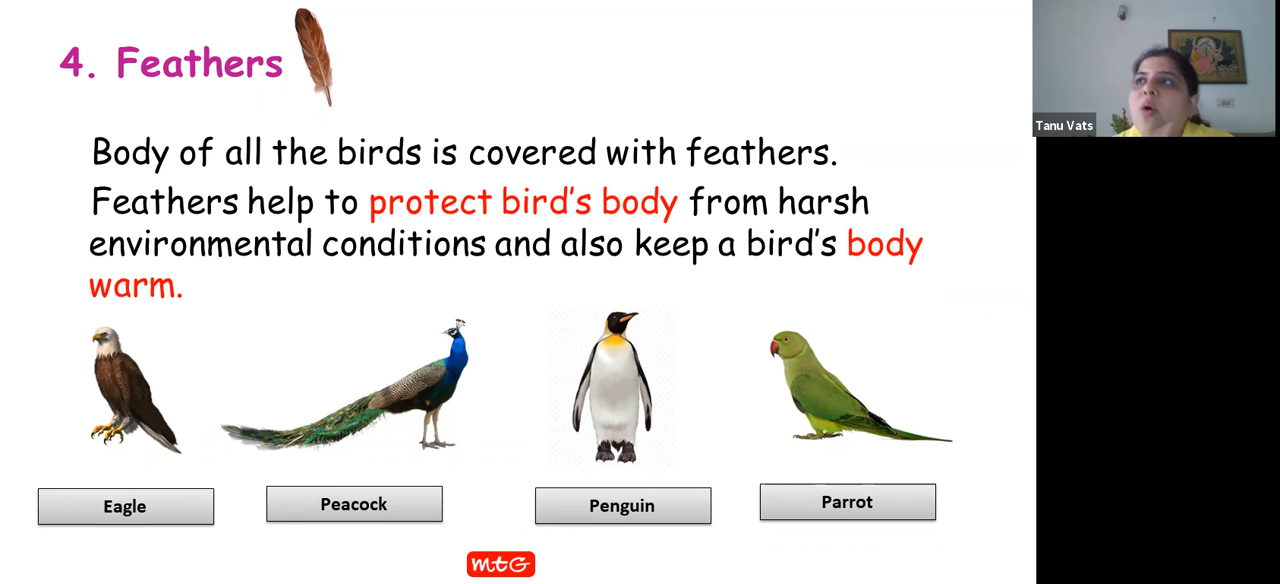 4. Feathers
Tanu Vats
Body of all the birds is covered with feathers.
Feathers help to protect bird's body from harsh
environmental conditions and also keep a bird's body
warm.
Eagle
Peacock
Penguin
Parrot
mtG